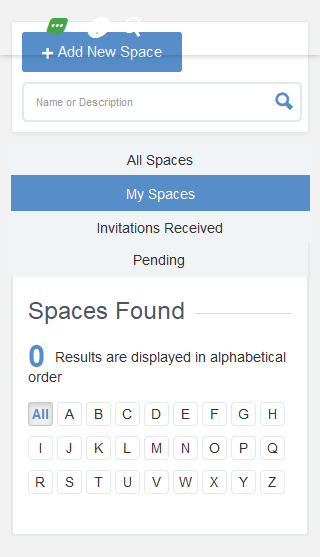 + Add New Space
Name or Description
All Spaces
My Spaces
Invitations Received
Pending
Spaces Found
0 Results are displayed in alphabetical
order
All A B C D E F G H
I J K L M N O P Q
R S T U V W X Y Z